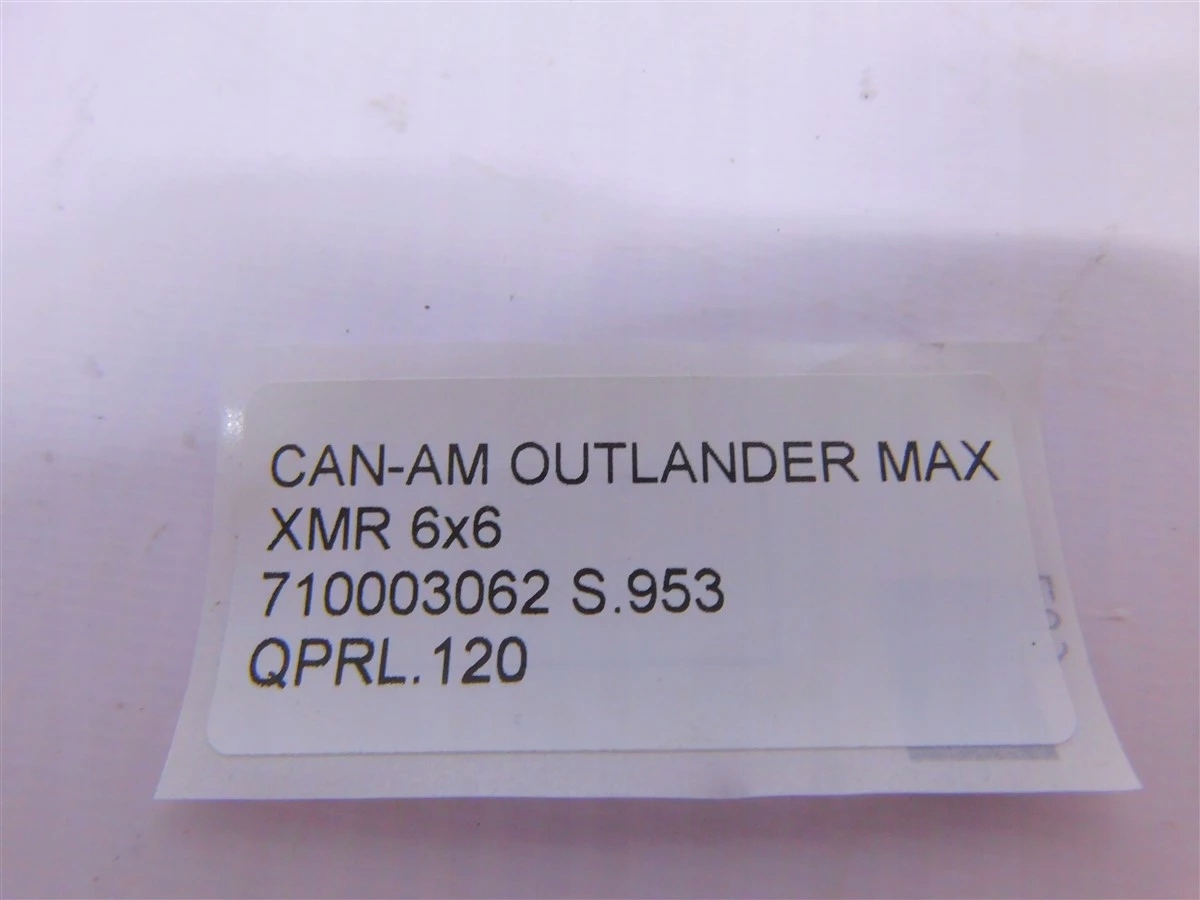 CAN-AM OUTLANDER MAX
XMR 6x6
710003062 S.953
QPRL.120